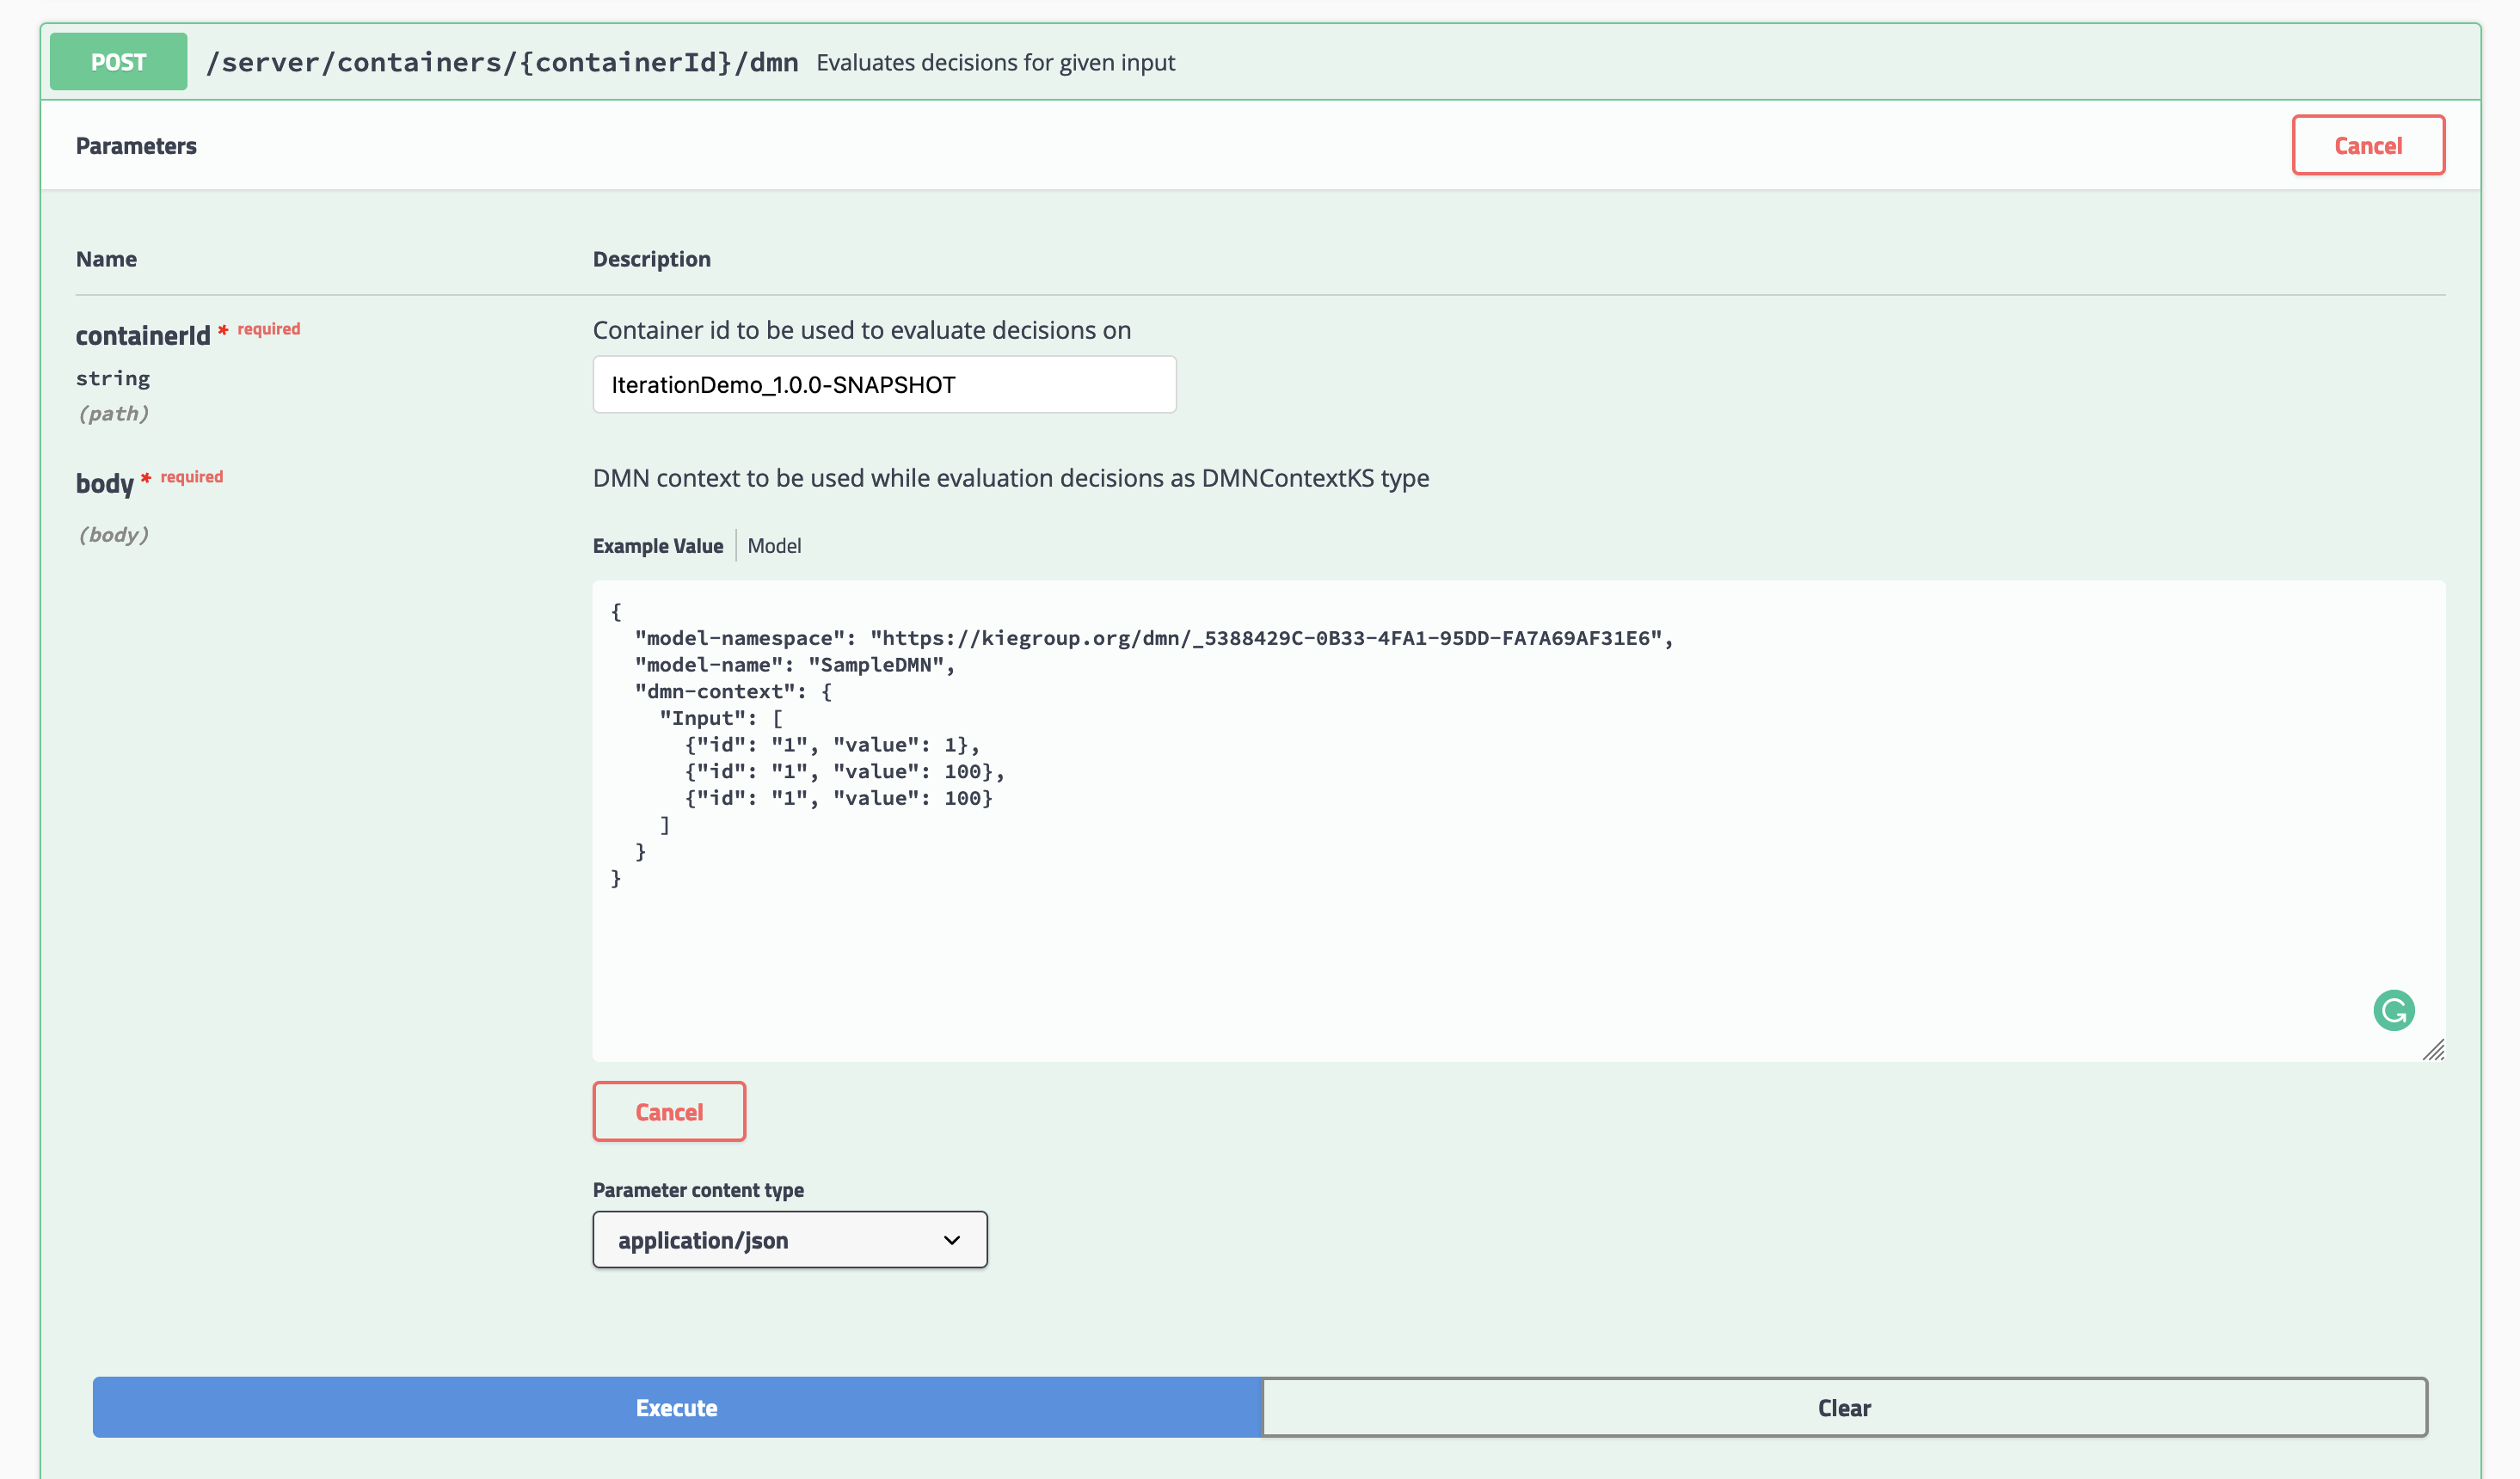 POST /server/containers/{containerId}/dmn Evaluates decisions for given input
Parameters
Cancel
Name Description
containerId * required
string
(path)
Container id to be used to evaluate decisions on
IterationDemo_1.0.0-SNAPSHOT
body * required
(body)
DMN context to be used while evaluation decisions as DMNContextKS type
Example Value Model
{
  "model-namespace": "https://kiegroup.org/dmn/_5388429C-0B33-4FA1-95DD-FA7A69AF31E6",
  "model-name": "SampleDMN",
  "dmn-context": {
    "Input": [
      {"id": "1", "value": 1},
      {"id": "1", "value": 100},
      {"id": "1", "value": 100}
    ]
  }
}
Cancel
Parameter content type
application/json
Execute Clear